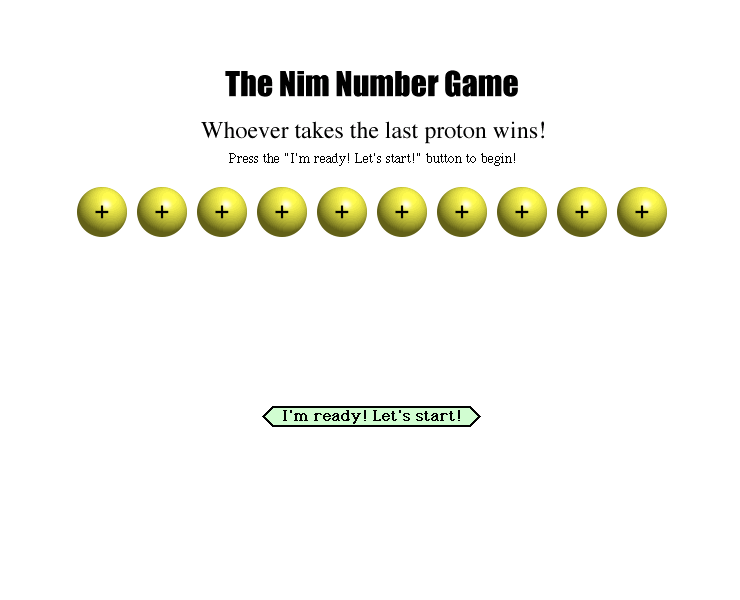 The Nim Number Game
Whoever takes the last proton wins!
Press the "I'm ready! Let's start!" button to begin!
+ + + + + + + + + +
I'm ready! Let's start!